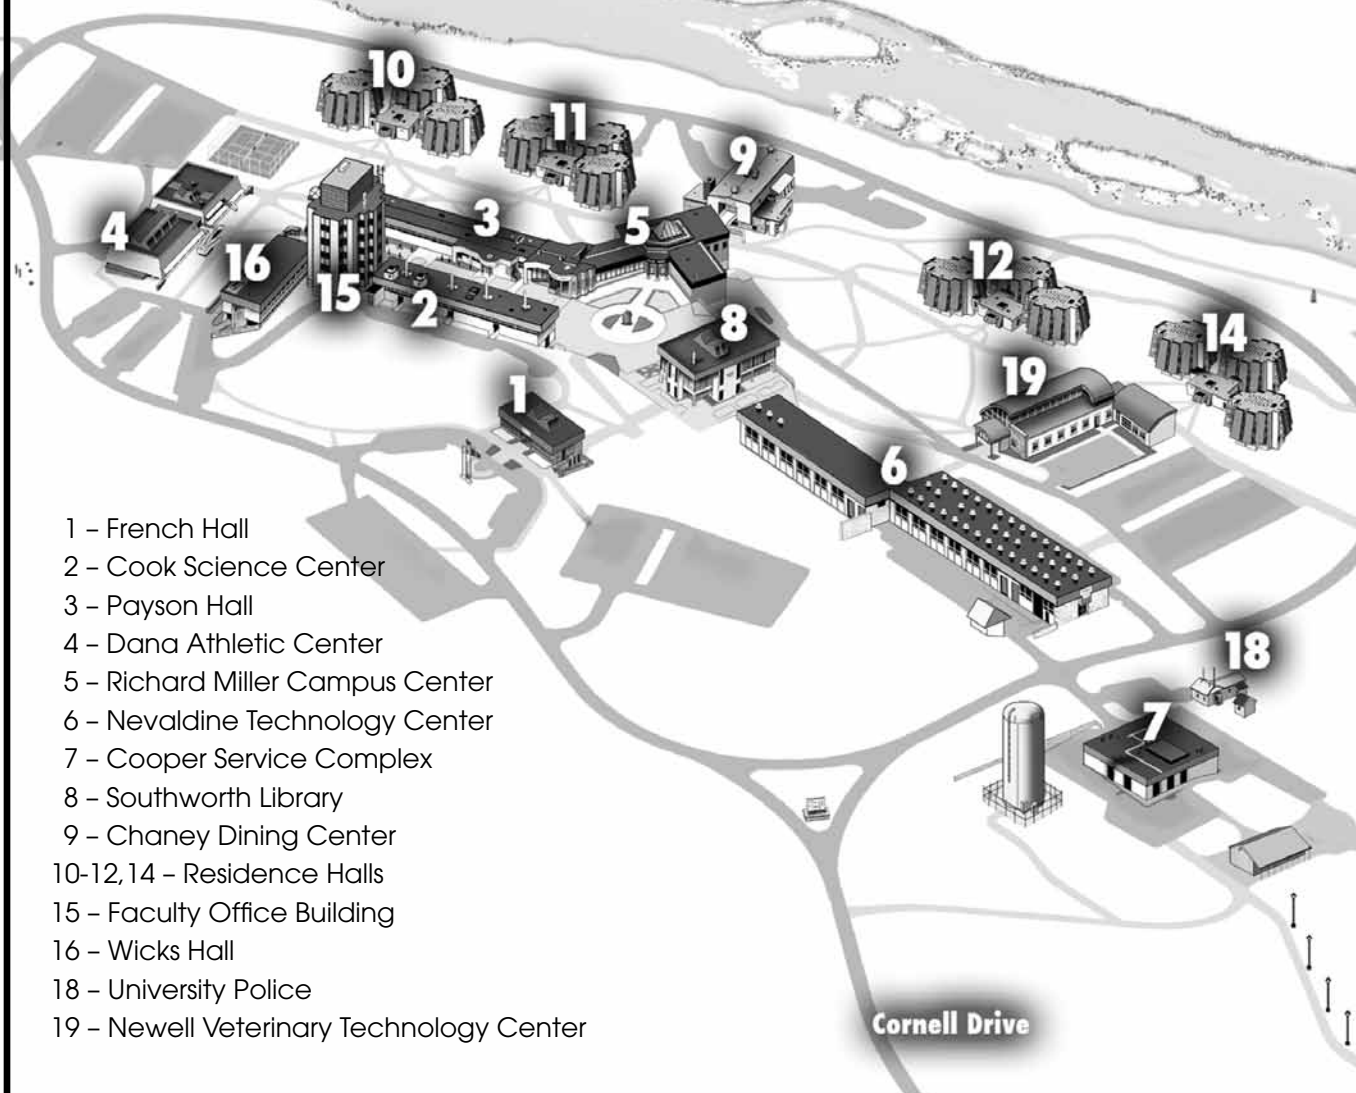 10
11
9
4
3
5
16
12
15
2
8
14
1
19
6
1 – French Hall
2 – Cook Science Center
3 – Payson Hall
4 – Dana Athletic Center
5 – Richard Miller Campus Center
6 – Nevaldine Technology Center
7 – Cooper Service Complex
8 – Southworth Library
9 – Chaney Dining Center
10-12,14 – Residence Halls
15 – Faculty Office Building
16 – Wicks Hall
18 – University Police
19 – Newell Veterinary Technology Center
18
7
Cornell Drive